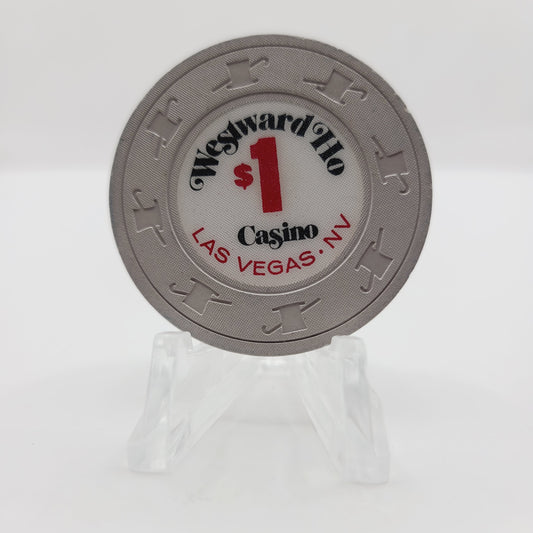 Westward Ho
$1
Casino
LAS VEGAS · NV